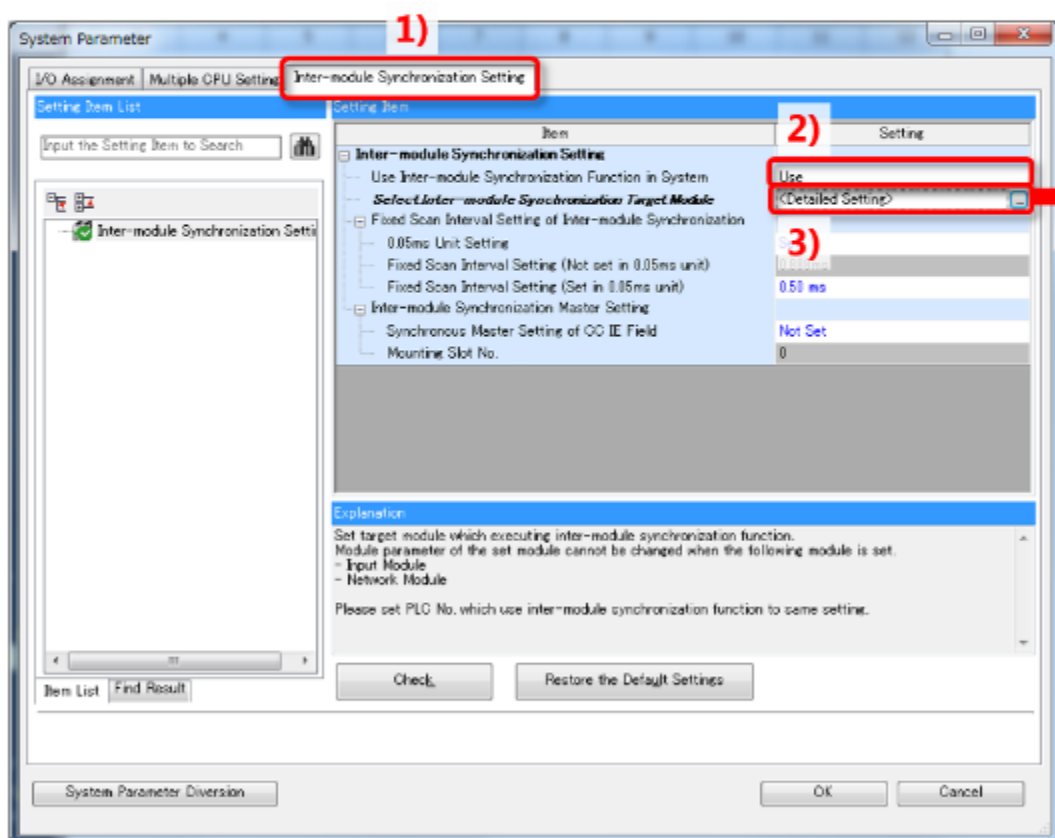 1)
System Parameter
I/O Assignment Multiple CPU Setting Inter-module Synchronization Setting
Setting Item List
Setting Item
Input the Setting Item to Search
Item 2) Setting
Inter-module Synchronization Setting
Use Inter-module Synchronization Function in System Use
Select Inter-module Synchronization Target Module <Detailed Setting>
Inter-module Synchronization Setti
Fixed Scan Interval Setting of Inter-module Synchronization
0.05ms Unit Setting 3)
Fixed Scan Interval Setting (Not set in 0.05ms unit)
Fixed Scan Interval Setting (Set in 0.05ms unit) 0.50 ms
Inter-module Synchronization Master Setting
Synchronous Master Setting of CC IE Field Not Set
Mounting Slot No. 0
Explanation
Set target module which executing inter-module synchronization function.
Module parameter of the set module cannot be changed when the following module is set.
- Input Module
- Network Module
Please set PLC No. which use inter-module synchronization function to same setting.
Item List Find Result
Check Restore the Default Settings
System Parameter Diversion OK Cancel